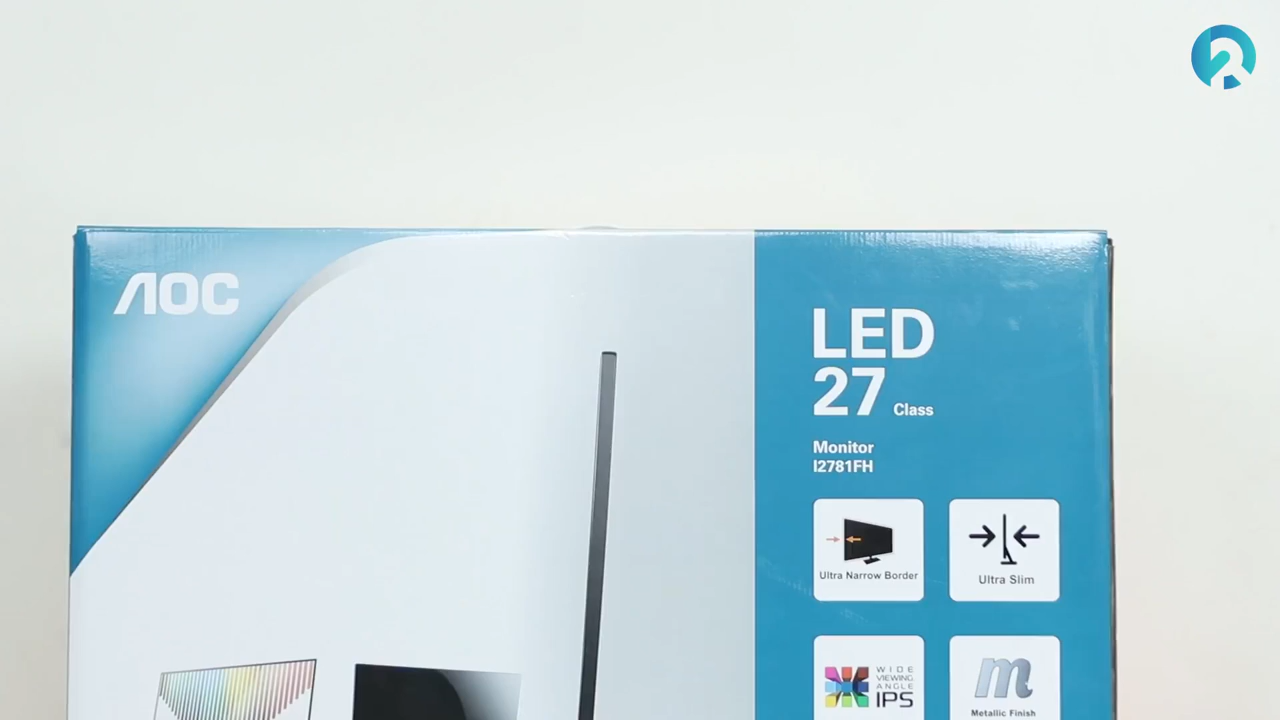 AOC
LED
27 Class
Monitor
I2781FH
Ultra Narrow Border
Ultra Slim
WIDE
VIEWING
ANGLE
IPS
Metallic Finish